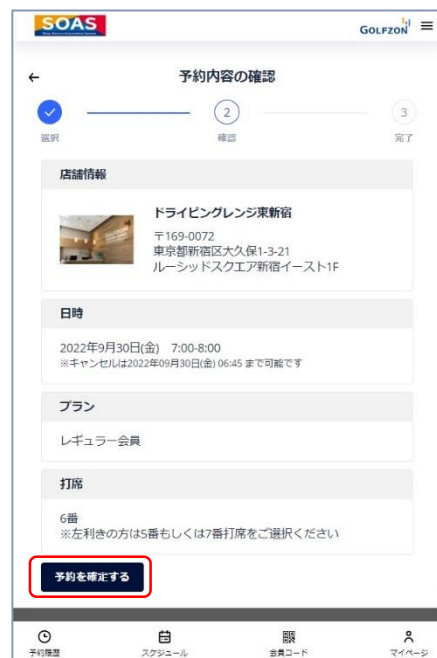 SOAS
GOLFZON
予約内容の確認
2
3
選択
確認
完了
店舗情報
ドライビングレンジ東新宿
〒169-0072
東京都新宿区大久保1-3-21
ルーシッドスクエア新宿イースト1F
日時
2022年9月30日(金) 7:00-8:00
※キャンセルは2022年09月30日(金) 06:45 まで可能です
プラン
レギュラー会員
打席
6番
※左利きの方は5番もしくは7番打席をご選択ください
予約を確定する
予約履歴
スケジュール
会員コード
マイページ